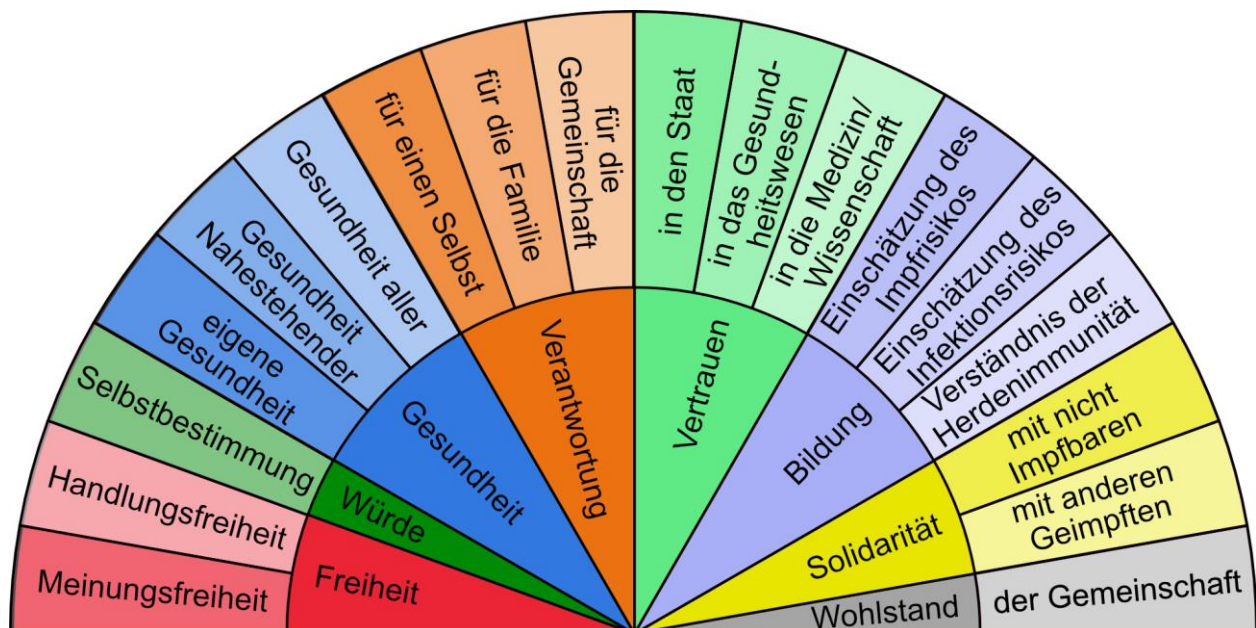 Meinungsfreiheit
Handlungsfreiheit
Freiheit
Selbstbestimmung
Würde
eigene
Gesundheit
Gesundheit
Nahestehender
Gesundheit aller
Gesundheit
für einen Selbst
für die Familie
für die
Gemeinschaft
Verantwortung
in den Staat
in das Gesund-
heitswesen
in die Medizin/
Wissenschaft
Vertrauen
Einschätzung des
Impfrisikos
Einschätzung des
Infektionsrisikos
Verständnis der
Herdenimmunität
Bildung
mit nicht
Impfbaren
mit anderen
Geimpften
Solidarität
der Gemeinschaft
Wohlstand